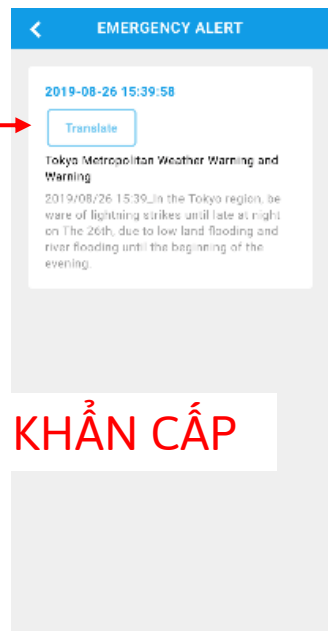 EMERGENCY ALERT
2019-08-26 15:39:58
Translate
Tokyo Metropolitan Weather Warning and
Warning
2019/08/26 15:39_In the Tokyo region, be
ware of lightning strikes until late at night
on The 26th, due to low land flooding and
river flooding until the beginning of the
evening.
KHẨN CẤP